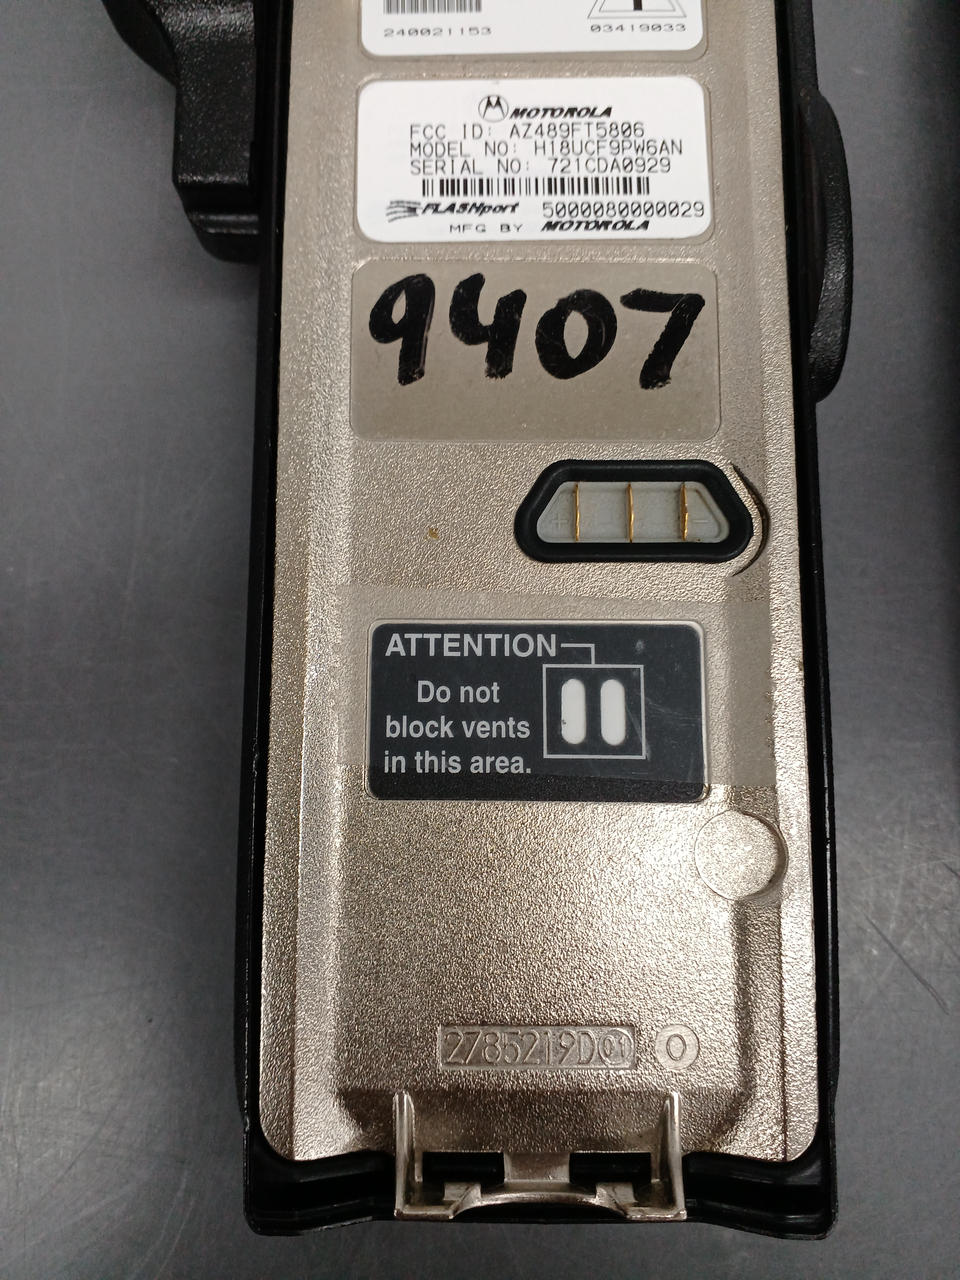 240021153 03419033
MOTOROLA
FCC ID: AZ489FT5806
MODEL NO: H18UCF9PW6AN
SERIAL NO: 721CDA0929
FLASHport 5000080000029
MFG BY MOTOROLA
9407
+ -
ATTENTION
Do not
block vents
in this area.
2785219D01 O